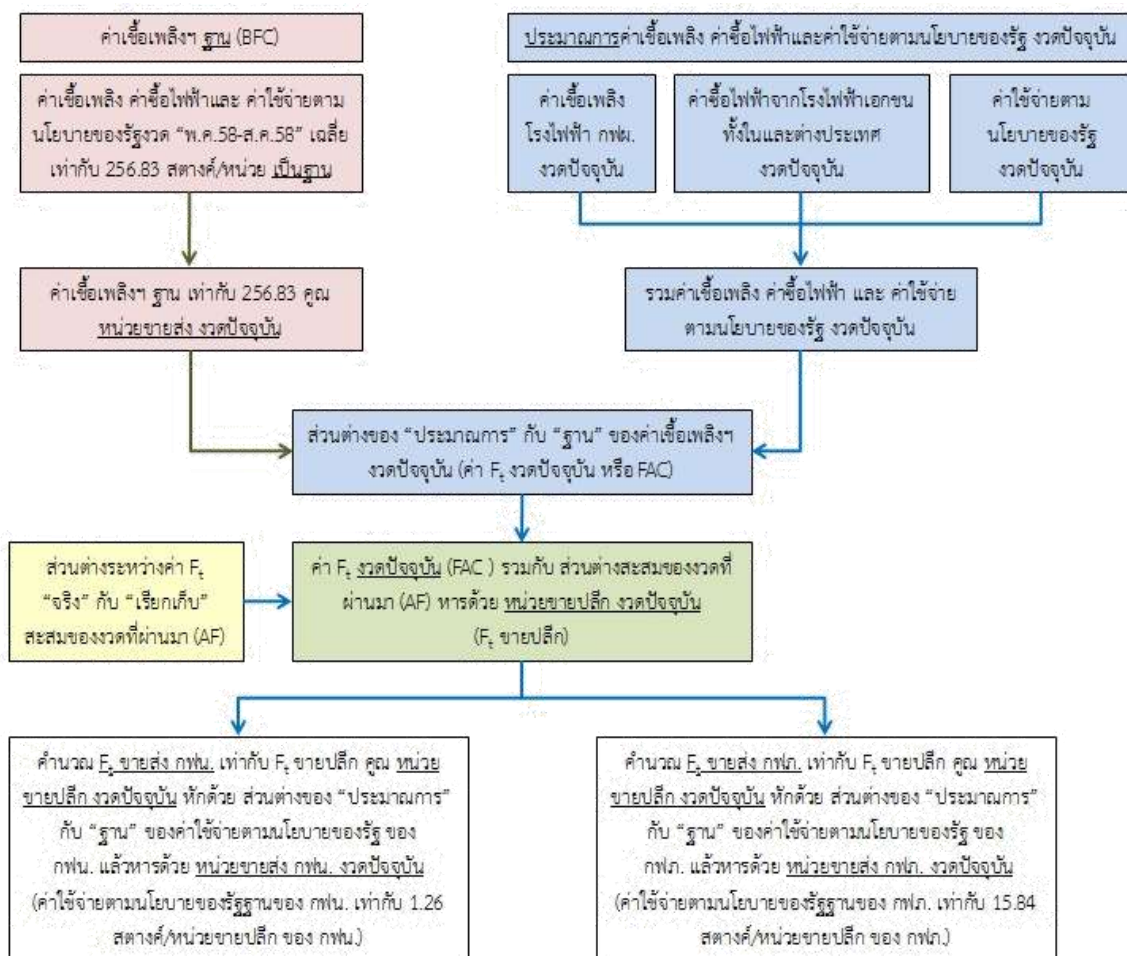 ค่าเชื้อเพลิงฯ ฐาน (BFC)
ค่าเชื้อเพลิง ค่าซื้อไฟฟ้าและ ค่าใช้จ่ายตาม
นโยบายของรัฐงวด “พ.ค.58-ส.ค.58” เฉลี่ย
เท่ากับ 256.83 สตางค์/หน่วย เป็นฐาน
ค่าเชื้อเพลิงฯ ฐาน เท่ากับ 256.83 คูณ
หน่วยขายส่ง งวดปัจจุบัน
ประมาณการค่าเชื้อเพลิง ค่าซื้อไฟฟ้าและค่าใช้จ่ายตามนโยบายของรัฐ งวดปัจจุบัน
ค่าเชื้อเพลิง
โรงไฟฟ้า กฟผ.
งวดปัจจุบัน
ค่าซื้อไฟฟ้าจากโรงไฟฟ้าเอกชน
ทั้งในและต่างประเทศ
งวดปัจจุบัน
ค่าใช้จ่ายตาม
นโยบายของรัฐ
งวดปัจจุบัน
รวมค่าเชื้อเพลิง ค่าซื้อไฟฟ้า และ ค่าใช้จ่าย
ตามนโยบายของรัฐ งวดปัจจุบัน
ส่วนต่างของ “ประมาณการ” กับ “ฐาน” ของค่าเชื้อเพลิงฯ
งวดปัจจุบัน (ค่า Fₜ งวดปัจจุบัน หรือ FAC)
ส่วนต่างระหว่างค่า Fₜ
“จริง” กับ “เรียกเก็บ”
สะสมของงวดที่ผ่านมา (AF)
ค่า Fₜ งวดปัจจุบัน (FAC ) รวมกับ ส่วนต่างสะสมของงวดที่
ผ่านมา (AF) หารด้วย หน่วยขายปลีก งวดปัจจุบัน
(Fₜ ขายปลีก)
คำนวณ Fₜ ขายส่ง กฟน. เท่ากับ Fₜ ขายปลีก คูณ หน่วย
ขายปลีก งวดปัจจุบัน หักด้วย ส่วนต่างของ “ประมาณการ”
กับ “ฐาน” ของค่าใช้จ่ายตามนโยบายของรัฐ ของ
กฟน. แล้วหารด้วย หน่วยขายส่ง กฟน. งวดปัจจุบัน
(ค่าใช้จ่ายตามนโยบายของรัฐฐานของ กฟน. เท่ากับ 1.26
สตางค์/หน่วยขายปลีก ของ กฟน.)
คำนวณ Fₜ ขายส่ง กฟภ. เท่ากับ Fₜ ขายปลีก คูณ หน่วย
ขายปลีก งวดปัจจุบัน หักด้วย ส่วนต่างของ “ประมาณการ”
กับ “ฐาน” ของค่าใช้จ่ายตามนโยบายของรัฐ ของ
กฟภ. แล้วหารด้วย หน่วยขายส่ง กฟภ. งวดปัจจุบัน
(ค่าใช้จ่ายตามนโยบายของรัฐฐานของ กฟภ. เท่ากับ 15.84
สตางค์/หน่วยขายปลีก ของ กฟภ.)